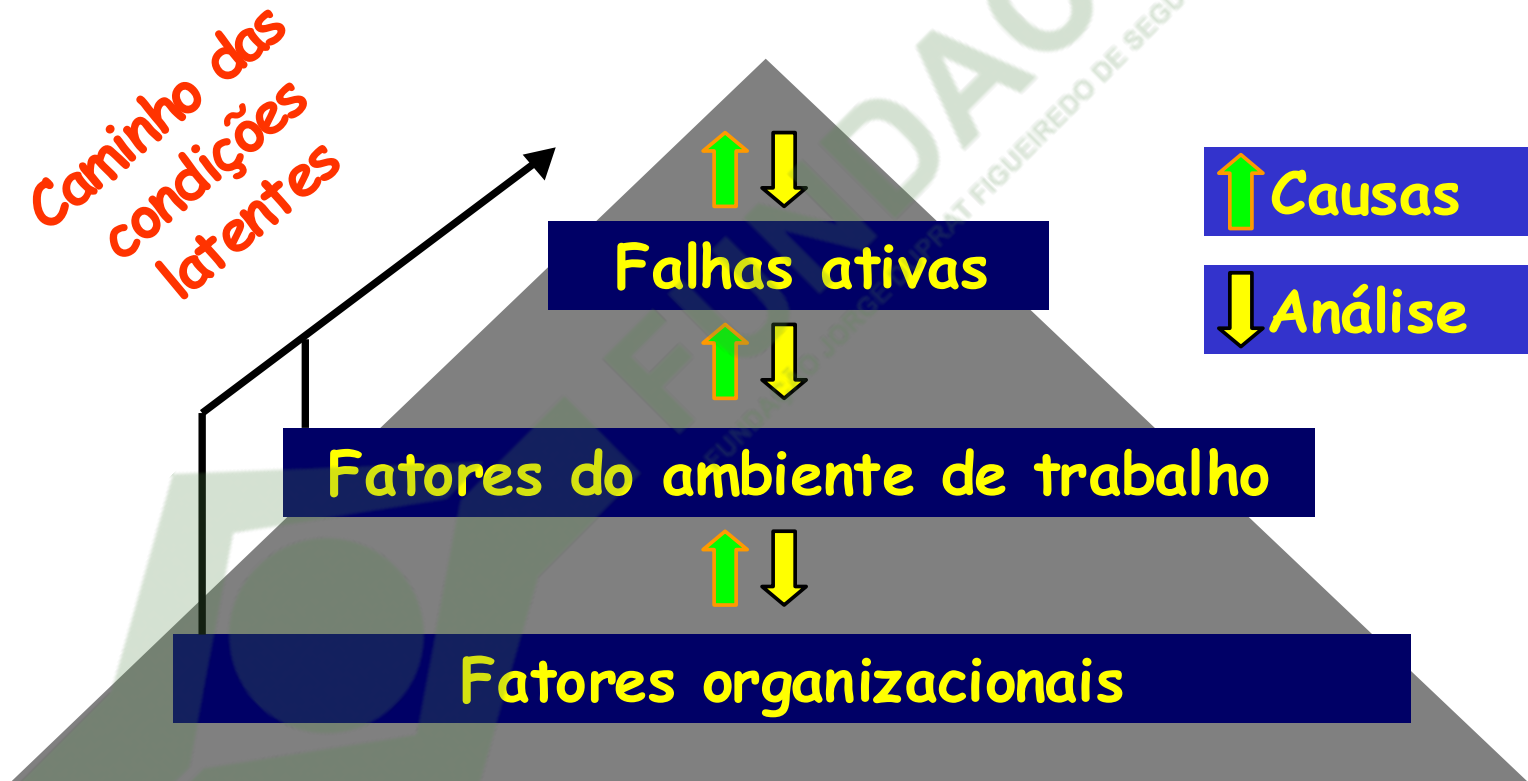 Caminho das
condições
latentes
Causas
Falhas ativas
Análise
Fatores do ambiente de trabalho
Fatores organizacionais